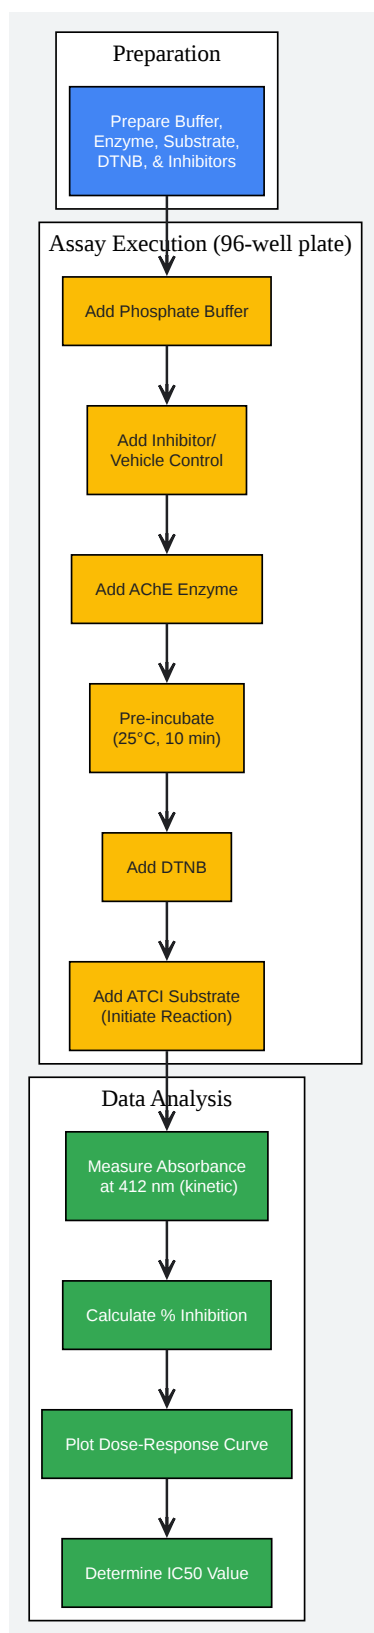 Preparation
Prepare Buffer,
Enzyme, Substrate,
DTNB, & Inhibitors
Assay Execution (96-well plate)
Add Phosphate Buffer
Add Inhibitor/
Vehicle Control
Add AChE Enzyme
Pre-incubate
(25°C, 10 min)
Add DTNB
Add ATCI Substrate
(Initiate Reaction)
Data Analysis
Measure Absorbance
at 412 nm (kinetic)
Calculate % Inhibition
Plot Dose-Response Curve
Determine IC50 Value